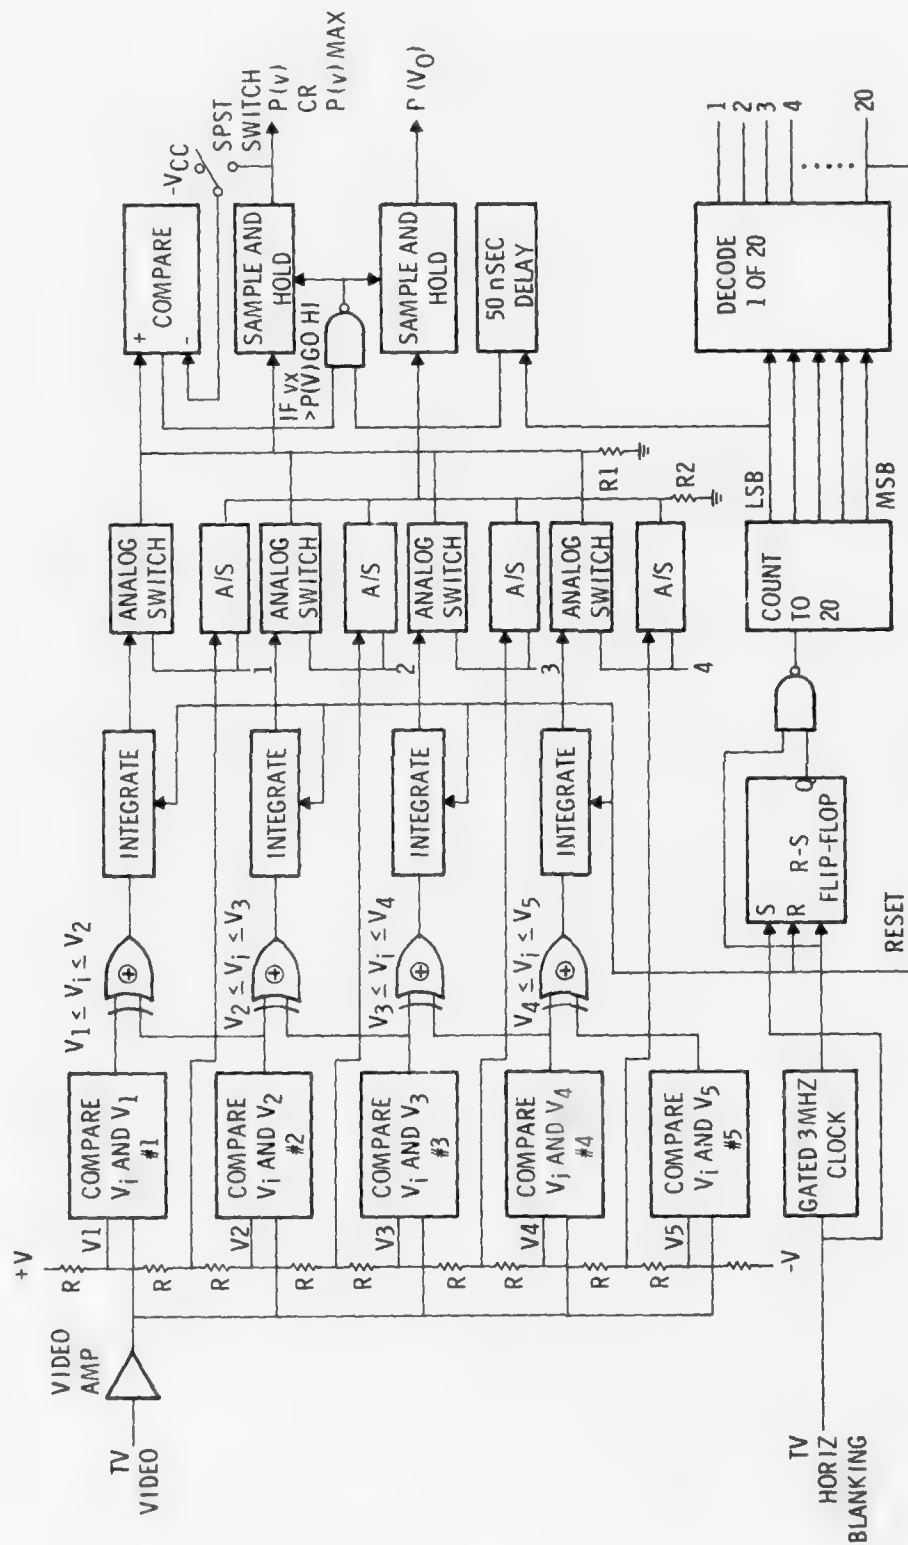 TV
VIDEO
VIDEO
AMP
+V
R
V1
R
R
V2
R
R
V3
R
R
V4
R
R
V5
-V
COMPARE
Vi AND V1
#1
COMPARE
Vi AND V2
#2
COMPARE
Vi AND V3
#3
COMPARE
Vj AND V4
#4
COMPARE
Vi AND V5
#5
V1 ≤ Vi ≤ V2
V2 ≤ Vi ≤ V3
V3 ≤ Vi ≤ V4
V4 ≤ Vi ≤ V5
INTEGRATE
INTEGRATE
INTEGRATE
INTEGRATE
ANALOG
SWITCH
A/S
1
ANALOG
SWITCH
A/S
2
ANALOG
SWITCH
A/S
3
ANALOG
SWITCH
A/S
4
R1
R2
+
COMPARE
-
-VCC
SPST
SWITCH
SAMPLE AND
HOLD
P(v)
CR
P(v) MAX
IF VX
>P(V) GO HI
SAMPLE AND
HOLD
P(VO)
50 nSEC
DELAY
TV
HORIZ
BLANKING
GATED 3 MHZ
CLOCK
S
R
R-S
FLIP-FLOP
Q
RESET
COUNT
TO
20
LSB
MSB
DECODE
1 OF 20
1
2
3
4
.....
20